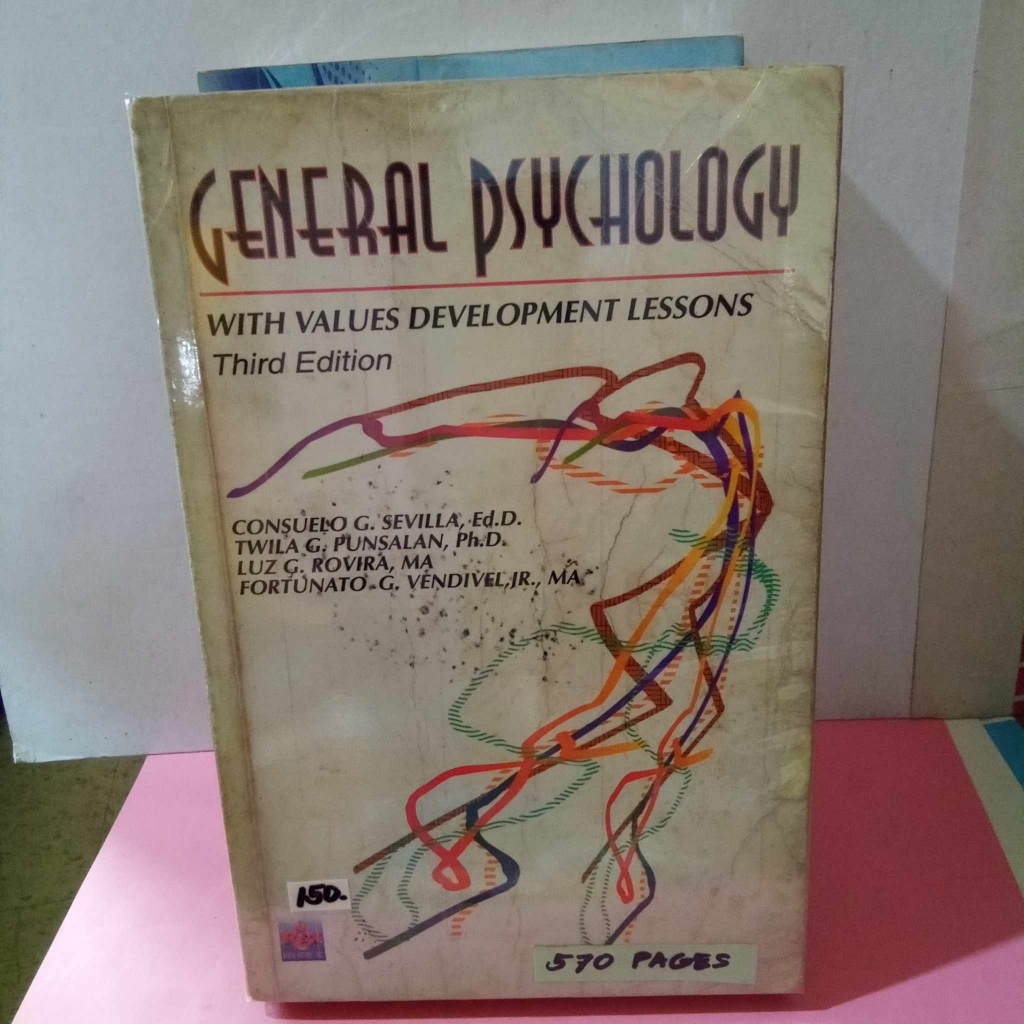 GENERAL PSYCHOLOGY
WITH VALUES DEVELOPMENT LESSONS
Third Edition
CONSUELO G. SEVILLA, Ed.D.
TWILA G. PUNSALAN, Ph.D.
LUZ G. ROVIRA, MA
FORTUNATO G. VENDIVEL,JR., MA
150.
570 PAGES